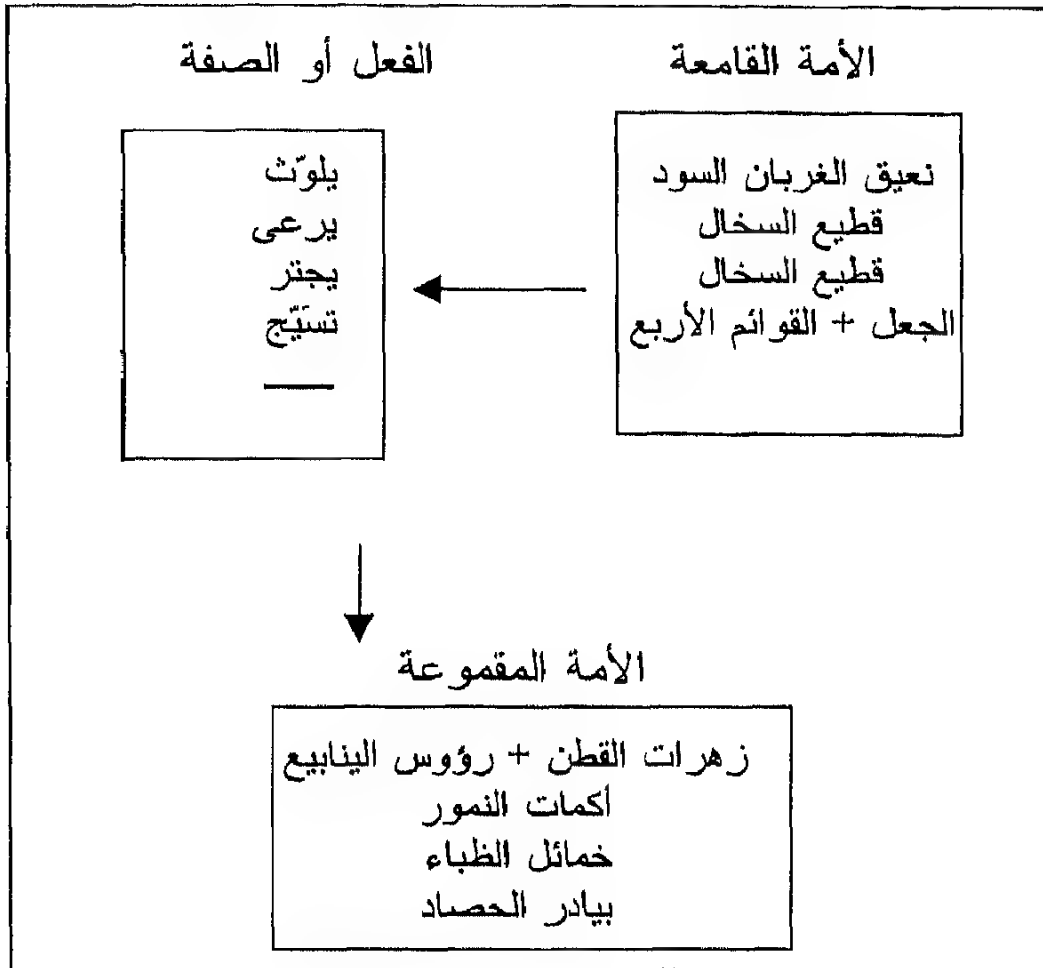 الأمة القامعة
نعيق الغربان السود
قطيع السخال
قطيع السخال
الجعل + القوائم الأربع
الفعل أو الصفة
يلوّث
يرعى
يجتر
تسَيّج
الأمة المقموعة
زهرات القطن + رؤوس الينابيع
أكمات النمور
خمائل الظباء
بيادر الحصاد